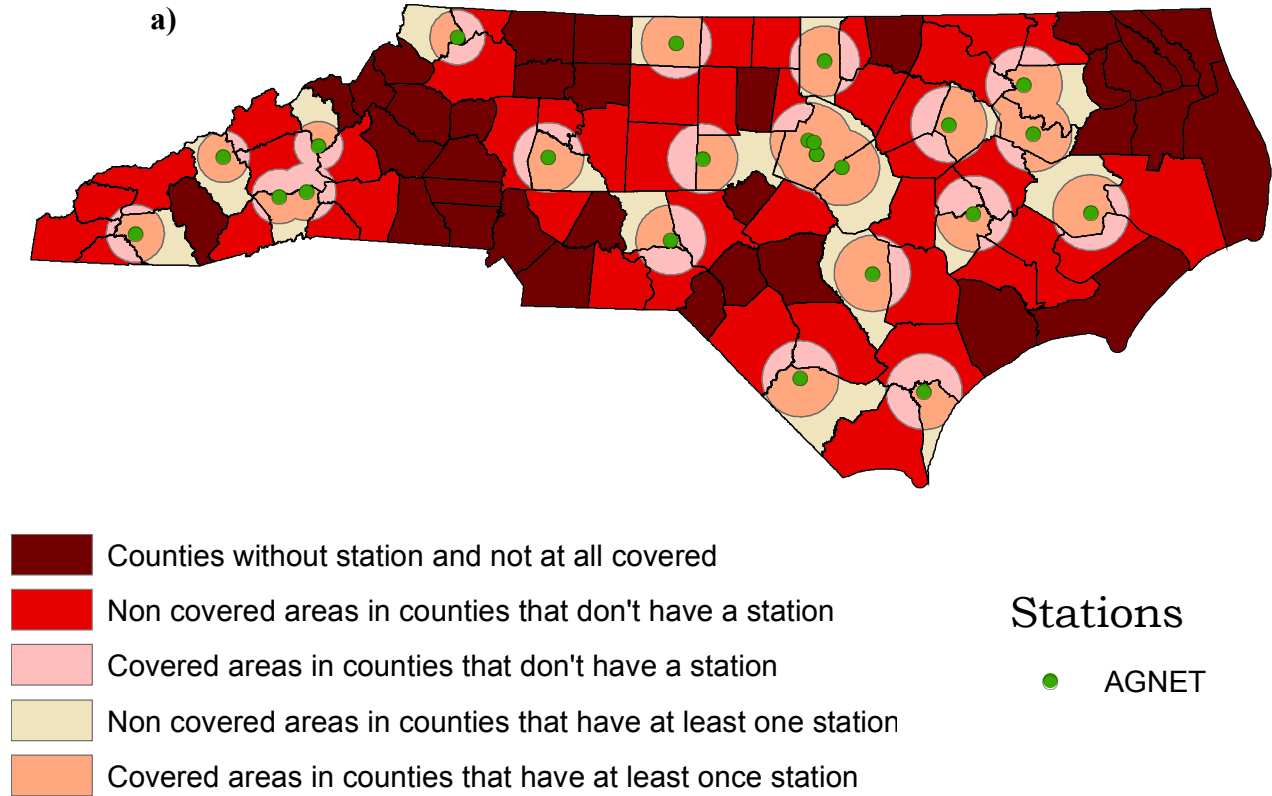 a)
Counties without station and not at all covered
Non covered areas in counties that don't have a station
Covered areas in counties that don't have a station
Non covered areas in counties that have at least one station
Covered areas in counties that have at least once station
Stations
AGNET